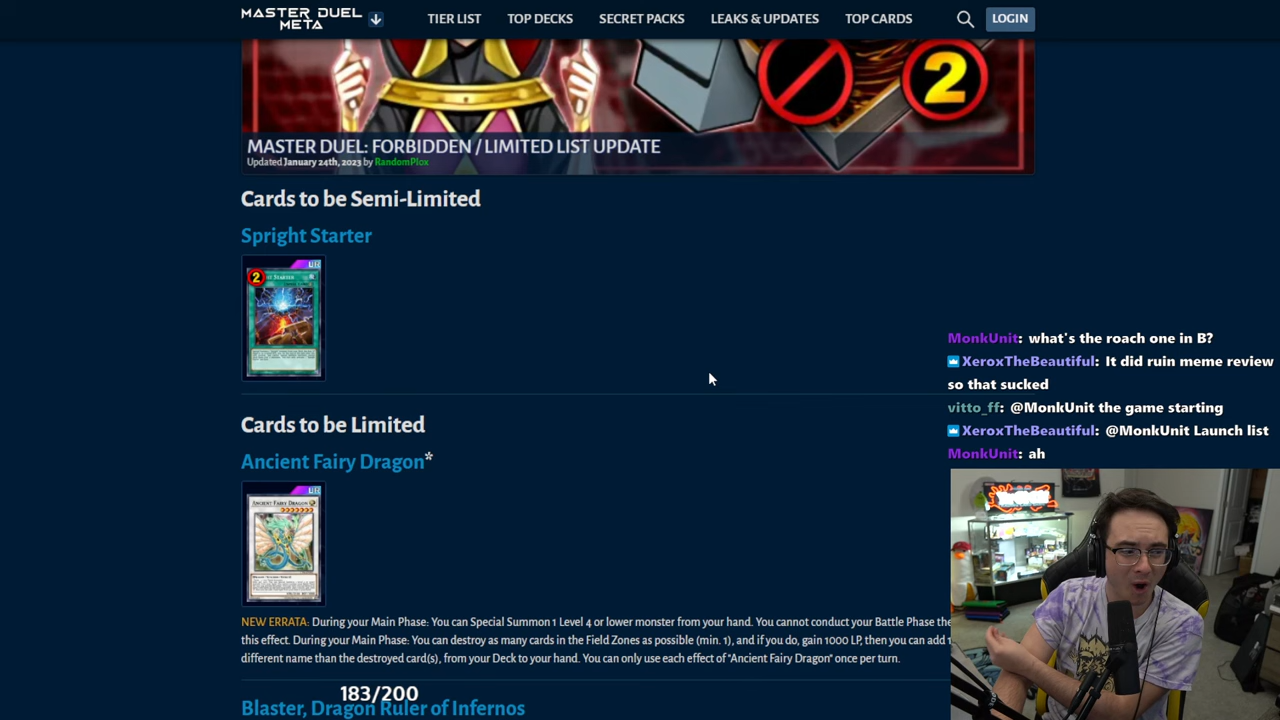 MASTER DUEL
META
TIER LIST
TOP DECKS
SECRET PACKS
LEAKS & UPDATES
TOP CARDS
LOGIN
2
MASTER DUEL: FORBIDDEN / LIMITED LIST UPDATE
Updated January 24th, 2023 by RandomPlox
Cards to be Semi-Limited
Spright Starter
UR
2
MonkUnit: what's the roach one in B?
XeroxTheBeautiful: It did ruin meme review
so that sucked
vitto_ff: @MonkUnit the game starting
XeroxTheBeautiful: @MonkUnit Launch list
MonkUnit: ah
Cards to be Limited
Ancient Fairy Dragon*
UR
ANCIENT FAIRY DRAGON
NEW ERRATA: During your Main Phase: You can Special Summon 1 Level 4 or lower monster from your hand. You cannot conduct your Battle Phase the
this effect. During your Main Phase: You can destroy as many cards in the Field Zones as possible (min. 1), and if you do, gain 1000 LP, then you can add 1
different name than the destroyed card(s), from your Deck to your hand. You can only use each effect of "Ancient Fairy Dragon" once per turn.
183/200
Blaster, Dragon Ruler of Infernos